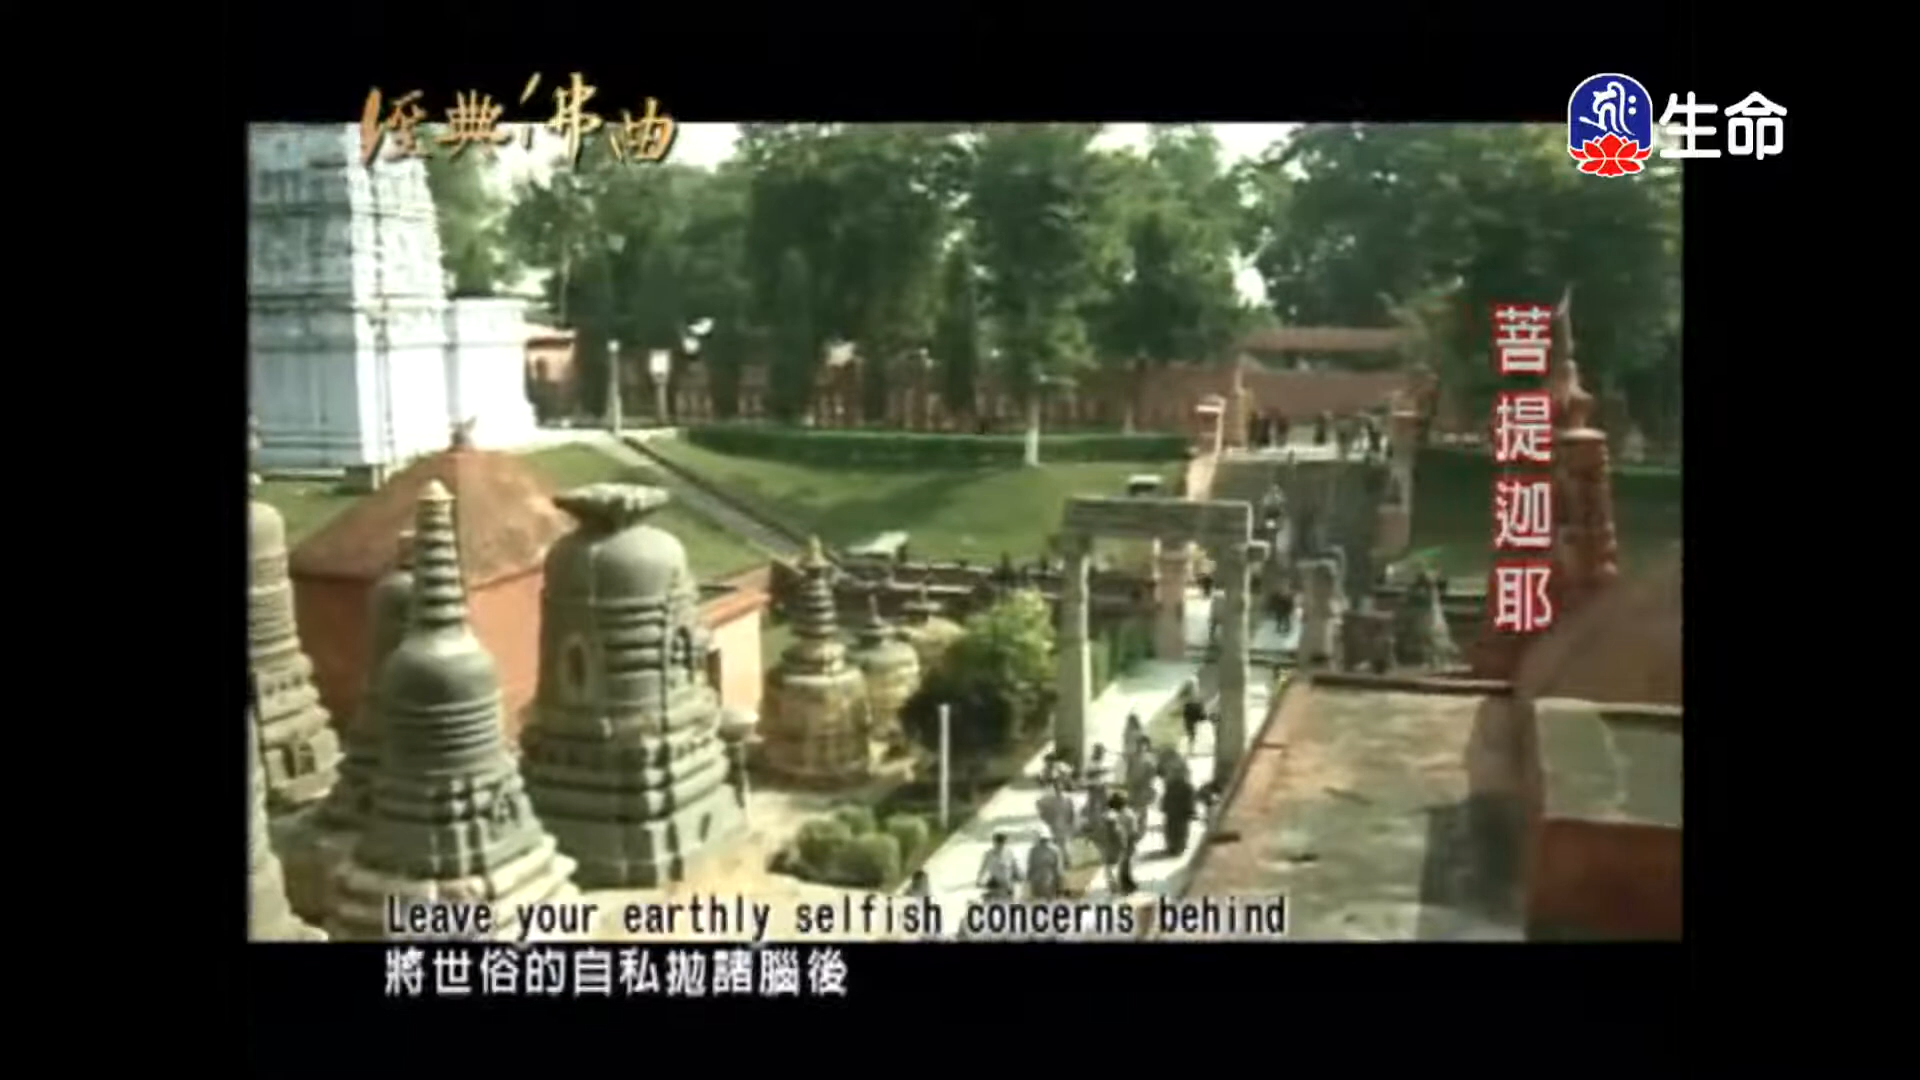 經典佛曲
生命
菩提迦耶
Leave your earthly selfish concerns behind
將世俗的自私拋諸腦後